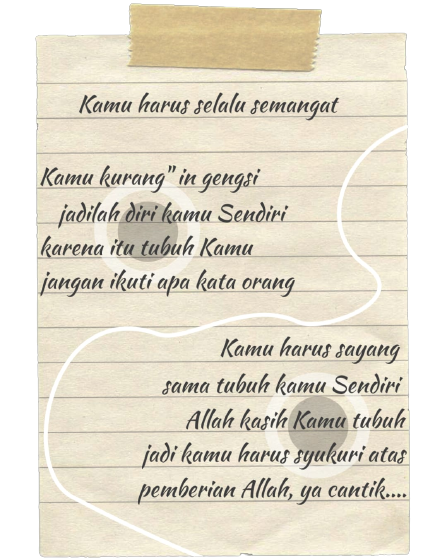 Kamu harus selalu semangat
Kamu kurang" in gengsi
jadilah diri kamu Sendiri
karena itu tubuh Kamu
jangan ikuti apa kata orang
Kamu harus sayang
sama tubuh kamu Sendiri
Allah kasih Kamu tubuh
jadi kamu harus syukuri atas
pemberian Allah, ya cantik....